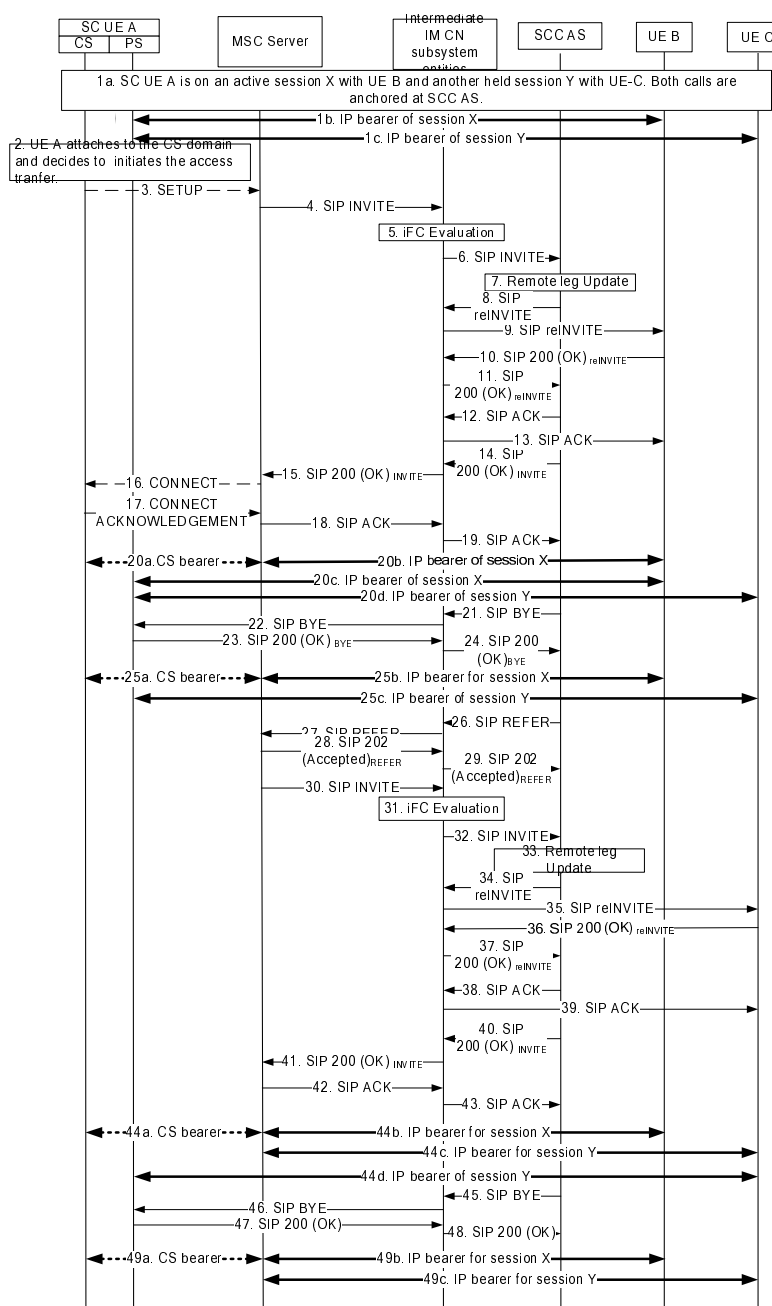 SC UE A
CS
PS
MSC Server
Intermediate
IM CN
subsystem
entities
SCC AS
UE B
UE C
1a. SC UE A is on an active session X with UE B and another held session Y with UE-C. Both calls are
anchored at SCC AS.
1b. IP bearer of session X
1c. IP bearer of session Y
2. UE A attaches to the CS domain
and decides to initiates the access
tranfer.
3. SETUP
4. SIP INVITE
5. iFC Evaluation
6. SIP INVITE
7. Remote leg Update
8. SIP
reINVITE
9. SIP reINVITE
10. SIP 200 (OK) reINVITE
11. SIP
200 (OK) reINVITE
12. SIP ACK
13. SIP ACK
14. SIP
200 (OK) INVITE
15. SIP 200 (OK) INVITE
16. CONNECT
17. CONNECT
ACKNOWLEDGEMENT
18. SIP ACK
19. SIP ACK
20a.CS bearer
20b. IP bearer of session X
20c. IP bearer of session X
20d. IP bearer of session Y
21. SIP BYE
22. SIP BYE
23. SIP 200 (OK) BYE
24. SIP 200
(OK)BYE
25a. CS bearer
25b. IP bearer for session X
25c. IP bearer of session Y
26. SIP REFER
27. SIP REFER
28. SIP 202
(Accepted)REFER
29. SIP 202
(Accepted)REFER
30. SIP INVITE
31. iFC Evaluation
32. SIP INVITE
33. Remote leg
Update
34. SIP
reINVITE
35. SIP reINVITE
36. SIP 200 (OK) reINVITE
37. SIP
200 (OK) reINVITE
38. SIP ACK
39. SIP ACK
40. SIP
200 (OK) INVITE
41. SIP 200 (OK) INVITE
42. SIP ACK
43. SIP ACK
44a. CS bearer
44b. IP bearer for session X
44c. IP bearer for session Y
44d. IP bearer of session Y
45. SIP BYE
46. SIP BYE
47. SIP 200 (OK)
48. SIP 200 (OK)
49a. CS bearer
49b. IP bearer for session X
49c. IP bearer for session Y